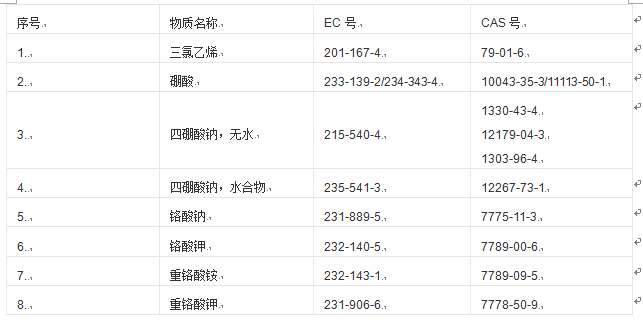 序号 物质名称 EC 号 CAS 号
1. 三氯乙烯 201-167-4 79-01-6
2. 硼酸 233-139-2/234-343-4 10043-35-3/11113-50-1
3. 四硼酸钠，无水 215-540-4 1330-43-4
12179-04-3
1303-96-4
4. 四硼酸钠，水合物 235-541-3 12267-73-1
5. 铬酸钠 231-889-5 7775-11-3
6. 铬酸钾 232-140-5 7789-00-6
7. 重铬酸铵 232-143-1 7789-09-5
8. 重铬酸钾 231-906-6 7778-50-9